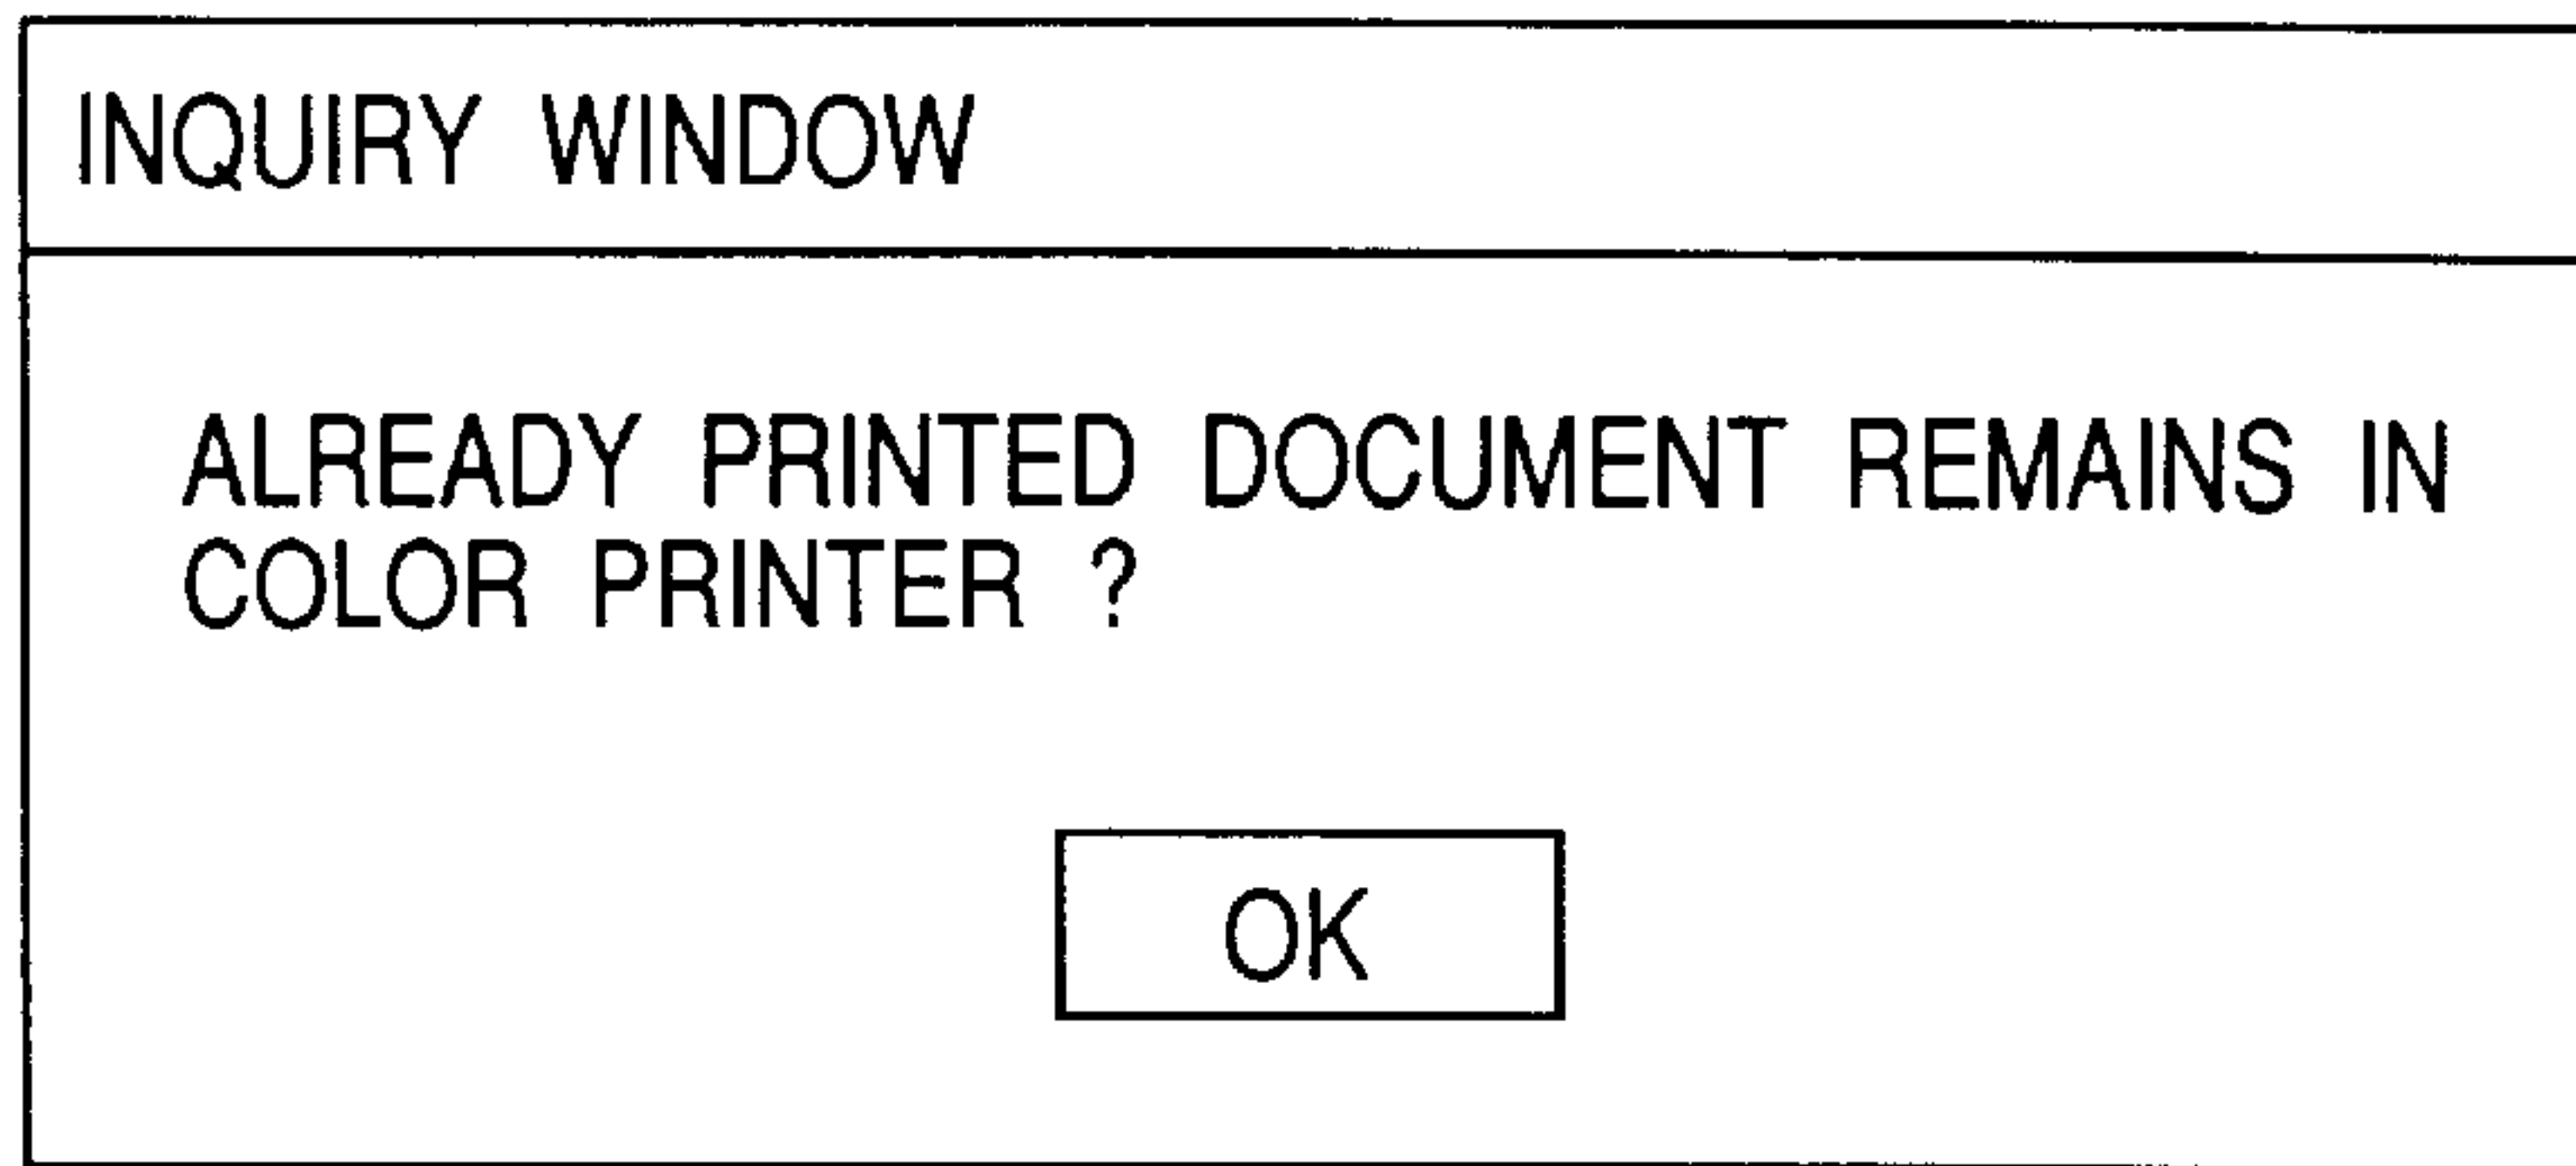 INQUIRY WINDOW
ALREADY PRINTED DOCUMENT REMAINS IN
COLOR PRINTER ?
OK